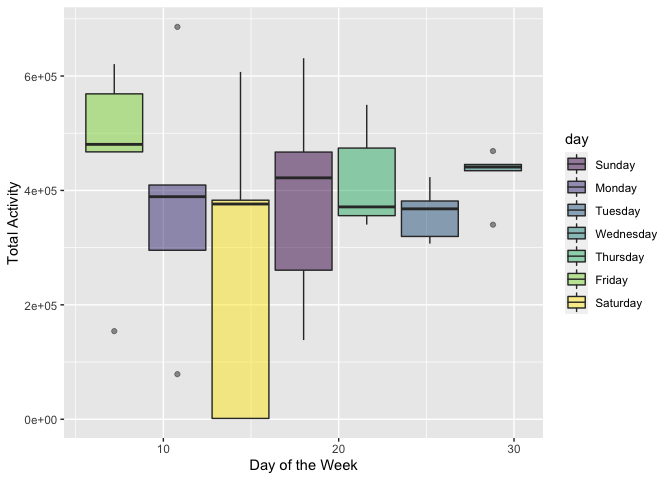 6e+05
4e+05
2e+05
0e+00
10 20 30
Day of the Week
Total Activity
day
Sunday
Monday
Tuesday
Wednesday
Thursday
Friday
Saturday